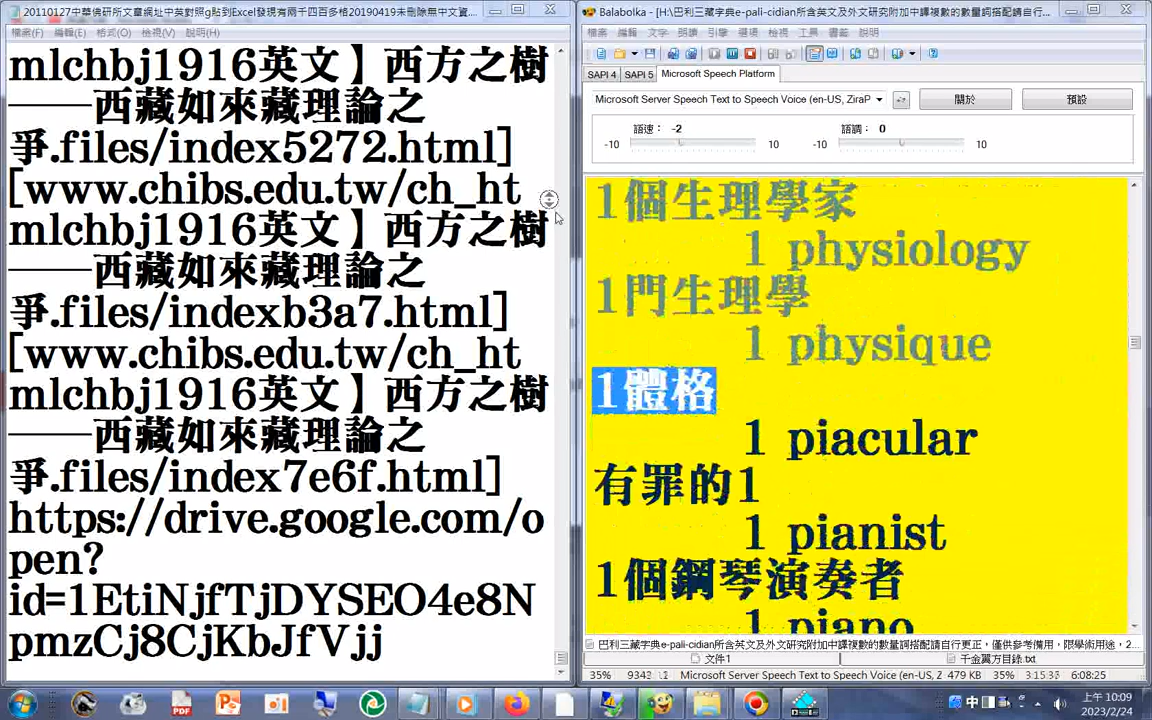 20110127中華佛研所文章網址中英對照g貼到Excel發現有兩千四百多格20190419未刪除無中文資...
檔案(F) 編輯(E) 格式(O) 檢視(V) 說明(H)
mlchbj1916英文】西方之樹
——西藏如來藏理論之
爭.files/index5272.html]
[www.chibs.edu.tw/ch_ht
mlchbj1916英文】西方之樹
——西藏如來藏理論之
爭.files/indexb3a7.html]
[www.chibs.edu.tw/ch_ht
mlchbj1916英文】西方之樹
——西藏如來藏理論之
爭.files/index7e6f.html]
https://drive.google.com/o
pen?
id=1EtiNjfTjDYSEO4e8N
pmzCj8CjKbJfVjj
Balabolka - [H:\巴利三藏字典e-pali-cidian所含英文及外文研究附加中譯複數的數量詞搭配請自行...
檔案 編輯 文字 朗讀 引擎 選項 檢視 工具 書籤 說明
SAPI 4 SAPI 5 Microsoft Speech Platform
Microsoft Server Speech Text to Speech Voice (en-US, ZiraP 關於 預設
語速： -2 語調： 0
-10 10 -10 10
1個生理學家
1 physiology
1門生理學
1 physique
1體格
1 piacular
有罪的1
1 pianist
1個鋼琴演奏者
1 piano
巴利三藏字典e-pali-cidian所含英文及外文研究附加中譯複數的數量詞搭配請自行更正，僅供參考備用，限學術用途，2...
文件1 千金翼方目錄.txt
35% Microsoft Server Speech Text to Speech Voice (en-US, 479 KB 35% 3:15:33 6:08:25
上午 10:09
2023/2/24